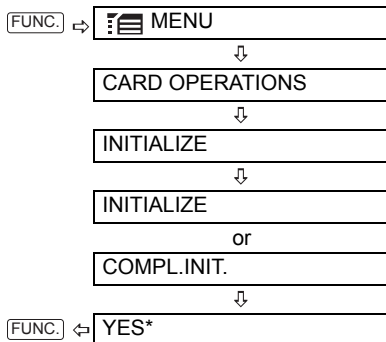 FUNC. ⇨ MENU
⇩
CARD OPERATIONS
⇩
INITIALIZE
⇩
INITIALIZE
or
COMPL.INIT.
⇩
FUNC. ⇦ YES*